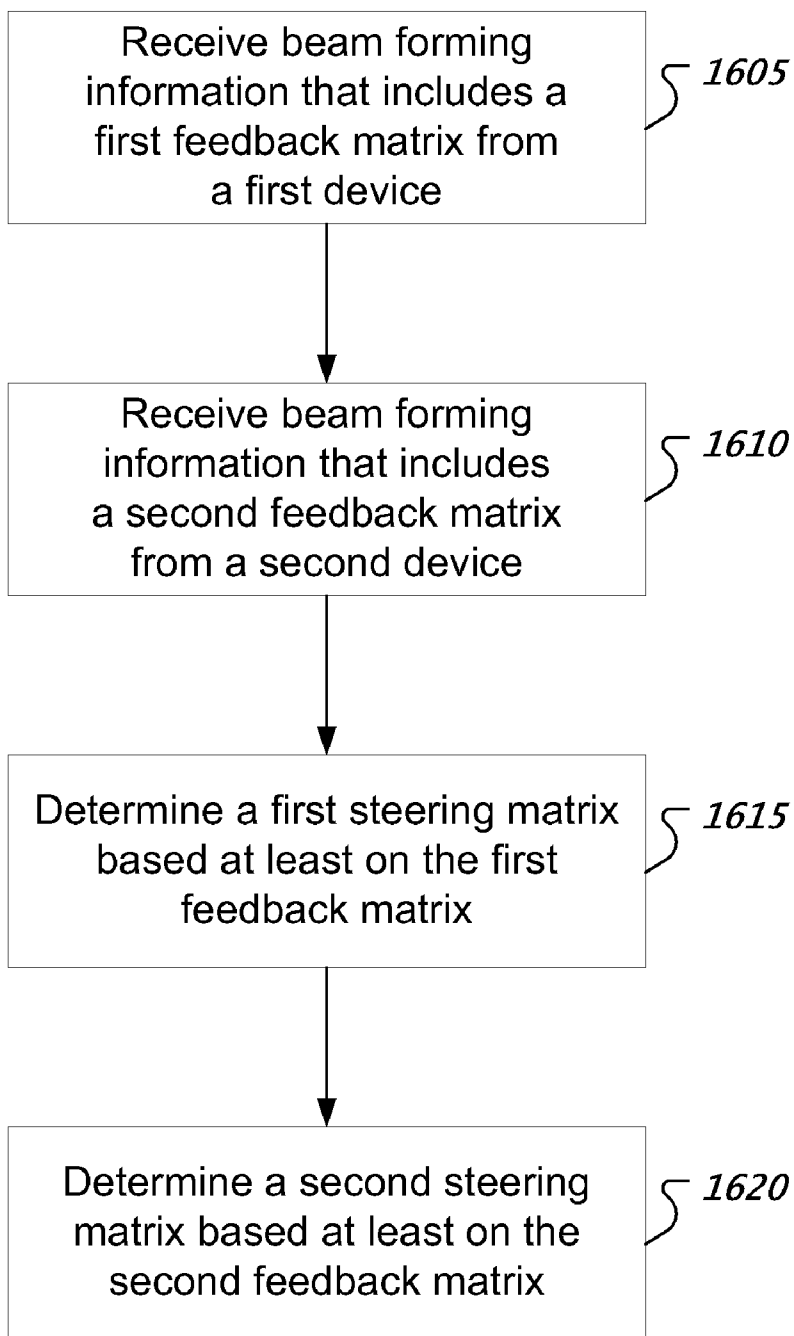 Receive beam forming
information that includes a
first feedback matrix from
a first device
1605
Receive beam forming
information that includes
a second feedback matrix
from a second device
1610
Determine a first steering matrix
based at least on the first
feedback matrix
1615
Determine a second steering
matrix based at least on the
second feedback matrix
1620